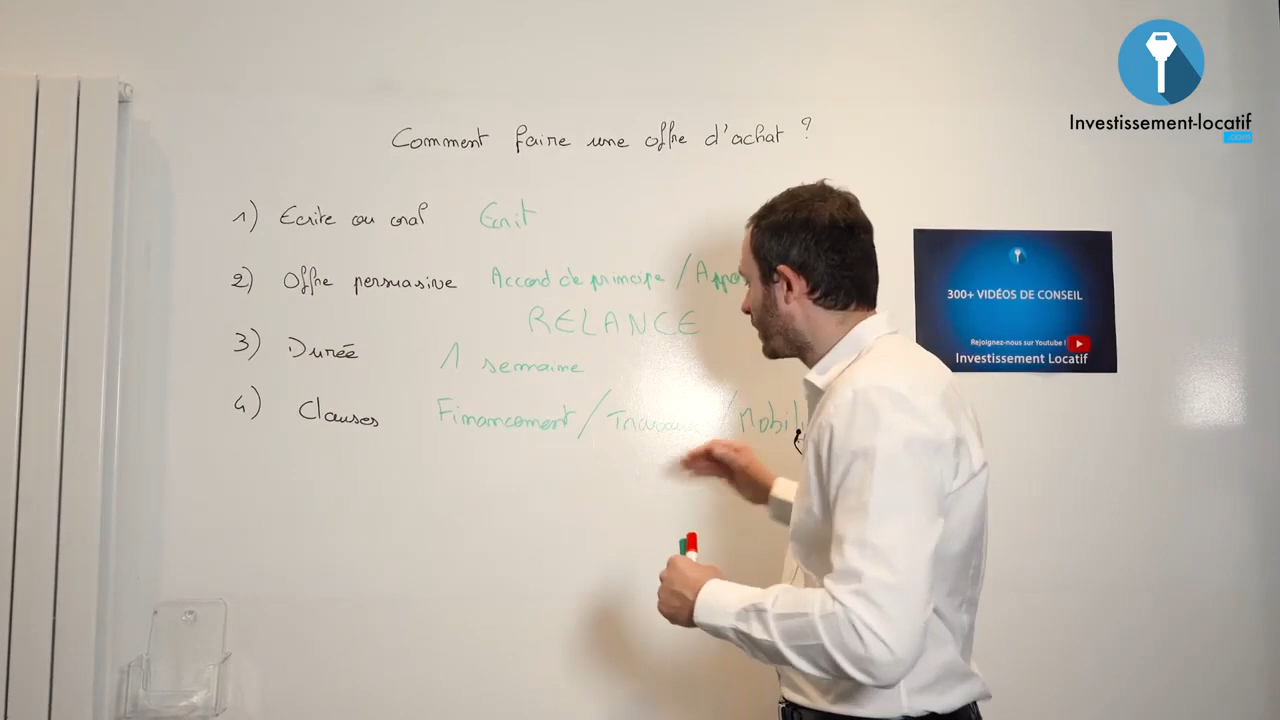 Investissement-locatif
.com
Comment faire une offre d'achat ?
1) Ecrite ou oral Ecrit
2) Offre persuasive Accord de principe / Appo
RELANCE
3) Durée 1 semaine
4) Clauses Financement / Travaux / Mobili
300+ VIDÉOS DE CONSEIL
Rejoignez-nous sur Youtube !
Investissement Locatif